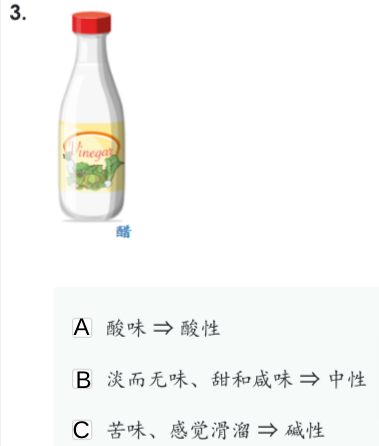 3.
Vinegar
醋
A 酸味 ⇒ 酸性
B 淡而无味、甜和咸味 ⇒ 中性
C 苦味、感觉滑溜 ⇒ 碱性